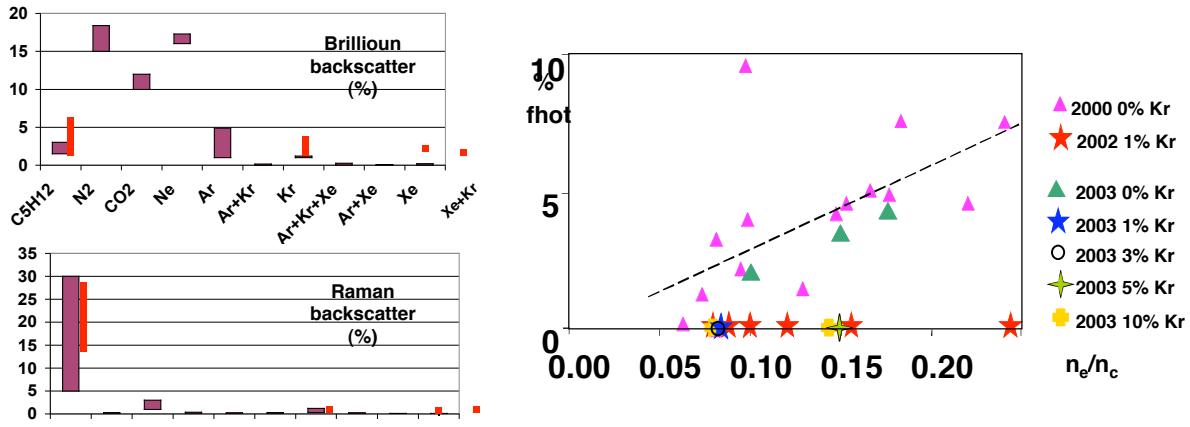 20
15
10
5
0
Brillioun
backscatter
(%)
C5H12
N2
CO2
Ne
Ar
Ar+Kr
Kr
Ar+Kr+Xe
Ar+Xe
Xe
Xe+Kr
35
30
25
20
15
10
5
0
Raman
backscatter
(%)
10
%
fhot
5
0
0.00 0.05 0.10 0.15 0.20
n_e/n_c
2000 0% Kr
2002 1% Kr
2003 0% Kr
2003 1% Kr
2003 3% Kr
2003 5% Kr
2003 10% Kr